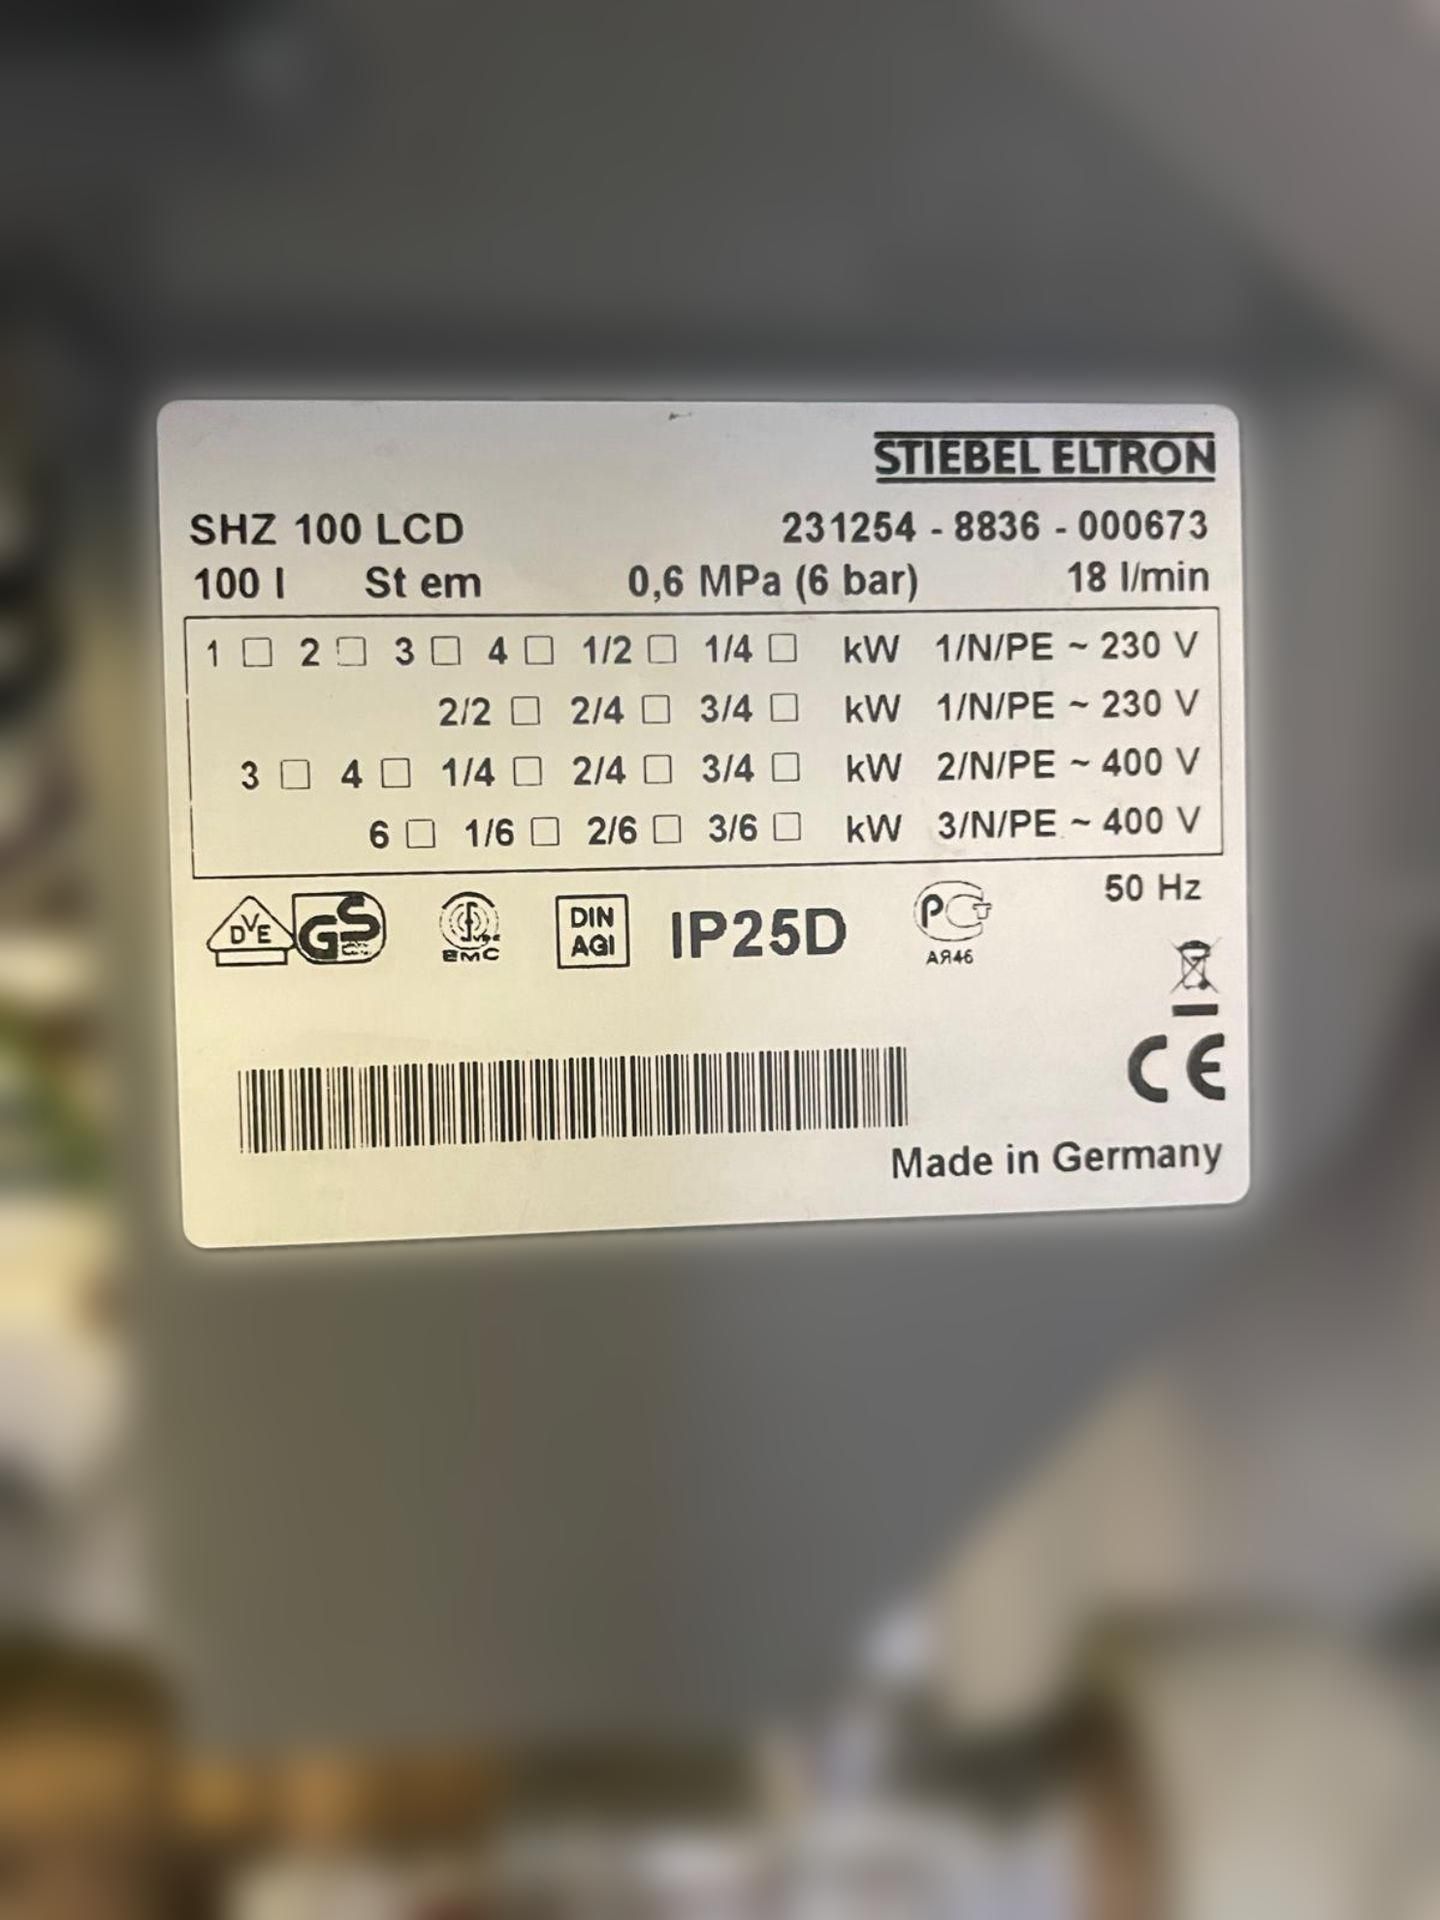 STIEBEL ELTRON
SHZ 100 LCD 231254 - 8836 - 000673
100 l St em 0,6 MPa (6 bar) 18 l/min
1 □ 2 □ 3 □ 4 □ 1/2 □ 1/4 □ kW 1/N/PE ~ 230 V
2/2 □ 2/4 □ 3/4 □ kW 1/N/PE ~ 230 V
3 □ 4 □ 1/4 □ 2/4 □ 3/4 □ kW 2/N/PE ~ 400 V
6 □ 1/6 □ 2/6 □ 3/6 □ kW 3/N/PE ~ 400 V
50 Hz
DVE GS
VDE
EMC
DIN
AGI
IP25D
РСТ
АЯ46
CE
Made in Germany